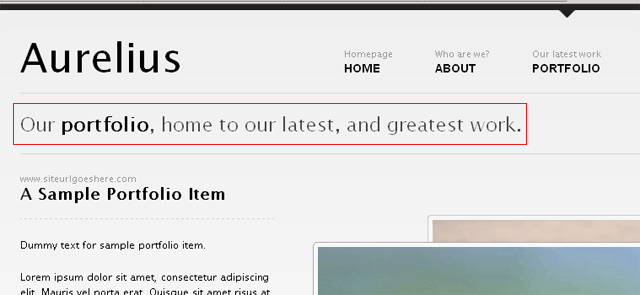 Aurelius
Homepage
HOME
Who are we?
ABOUT
Our latest work
PORTFOLIO
Our portfolio, home to our latest, and greatest work.
www.siteurlgoeshere.com
A Sample Portfolio Item
Dummy text for sample portfolio item.
Lorem ipsum dolor sit amet, consectetur adipiscing
elit. Mauris vel porta erat. Quisque sit amet risus at